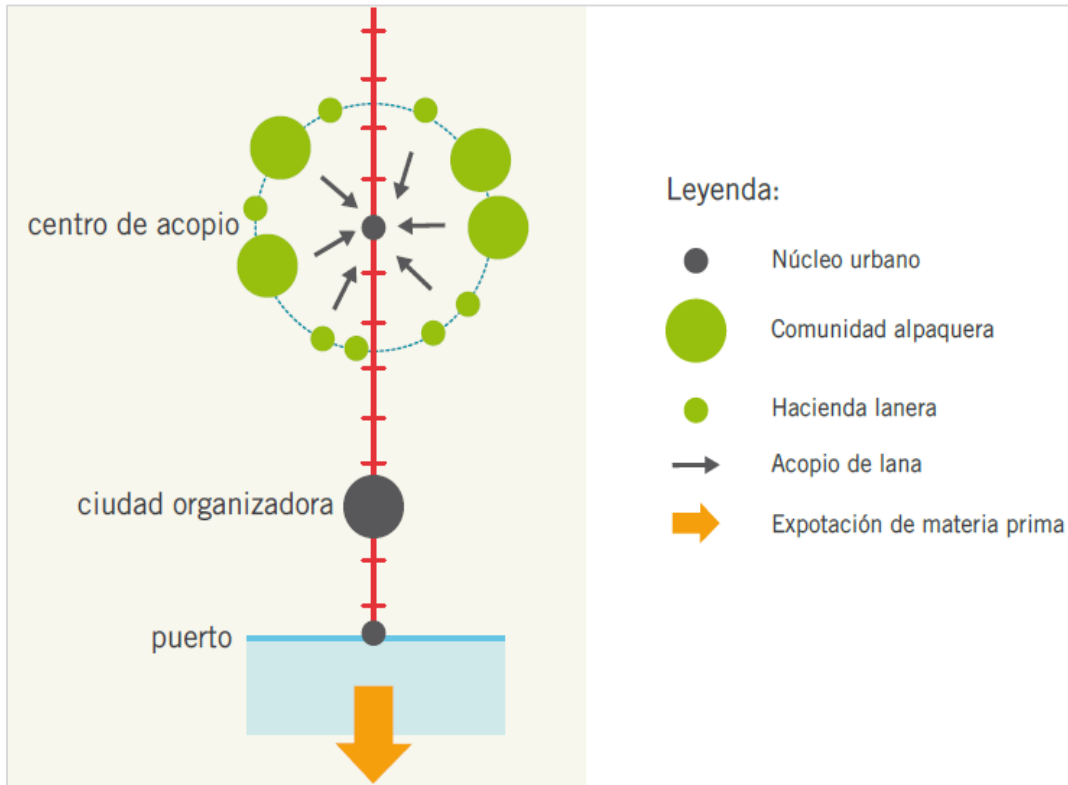 centro de acopio
ciudad organizadora
puerto
Leyenda:
Núcleo urbano
Comunidad alpaquera
Hacienda lanera
Acopio de lana
Expotación de materia prima